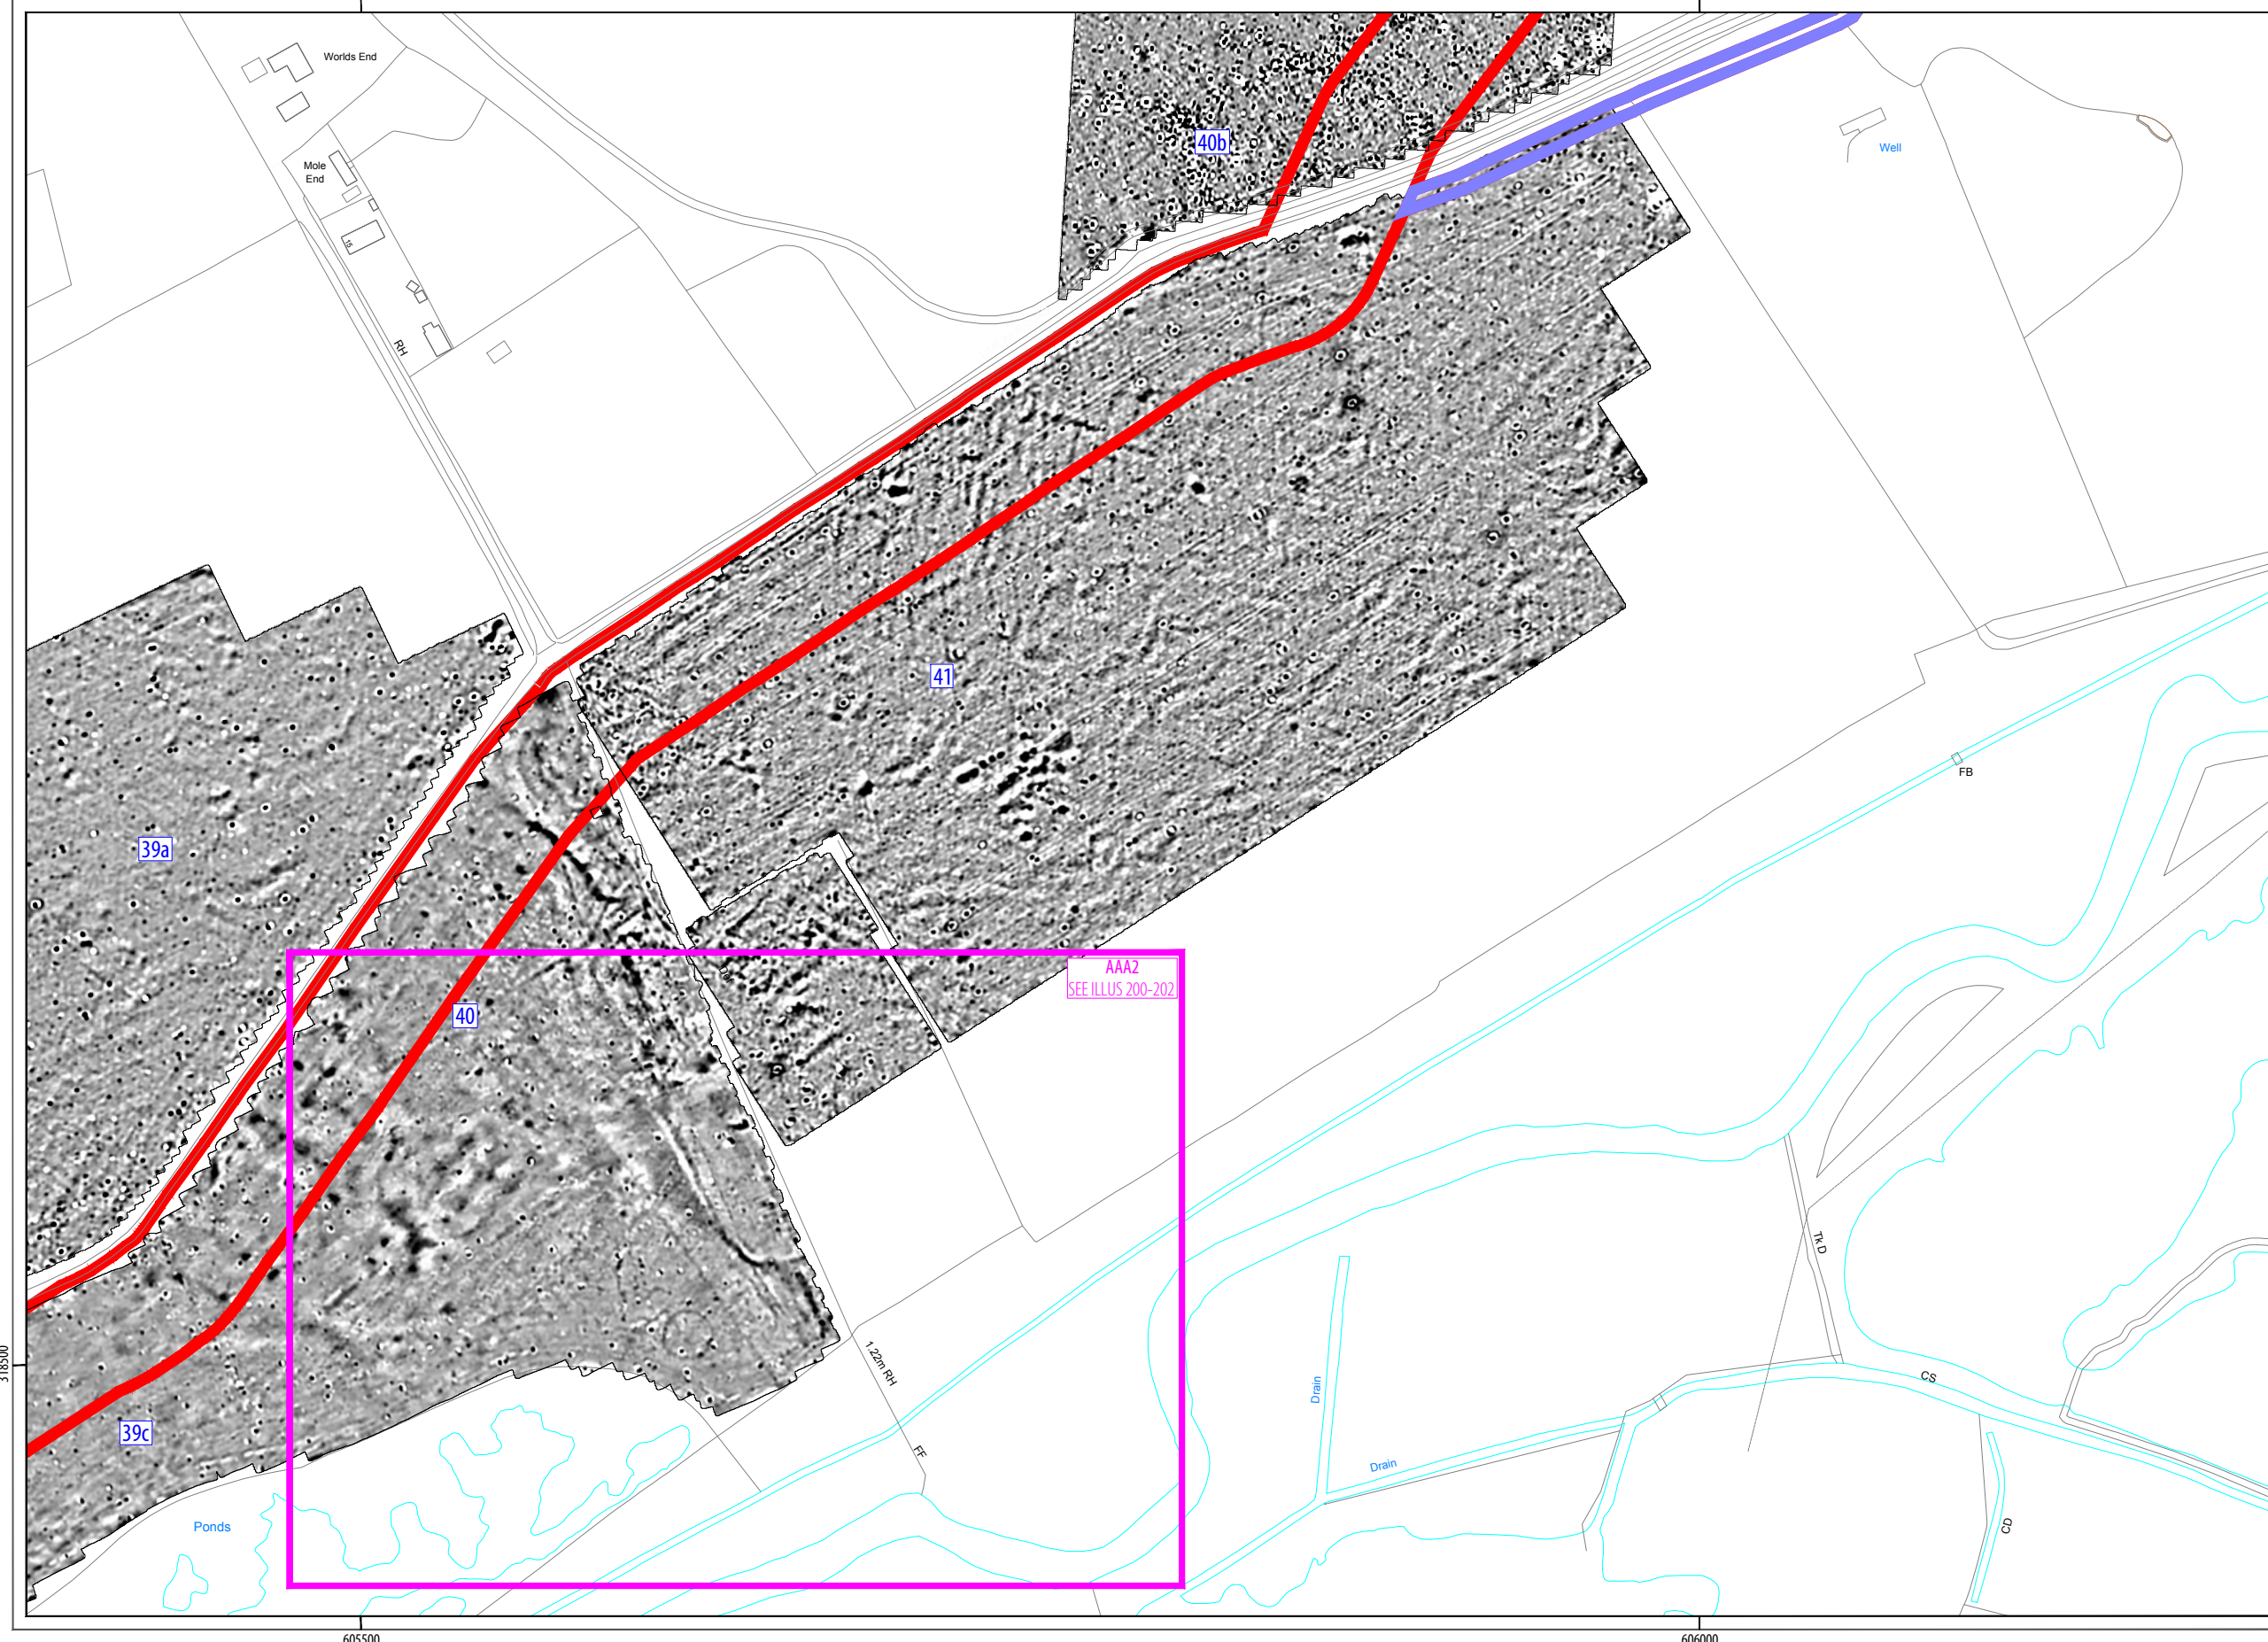 Worlds End
Mole
End
15
RH
40b
Well
41
39a
FB
AAA2
SEE ILLUS 200-202
40
Tk D
1.22m RH
CS
Drain
FF
39c
Drain
Ponds
CD
318500
605500
606000